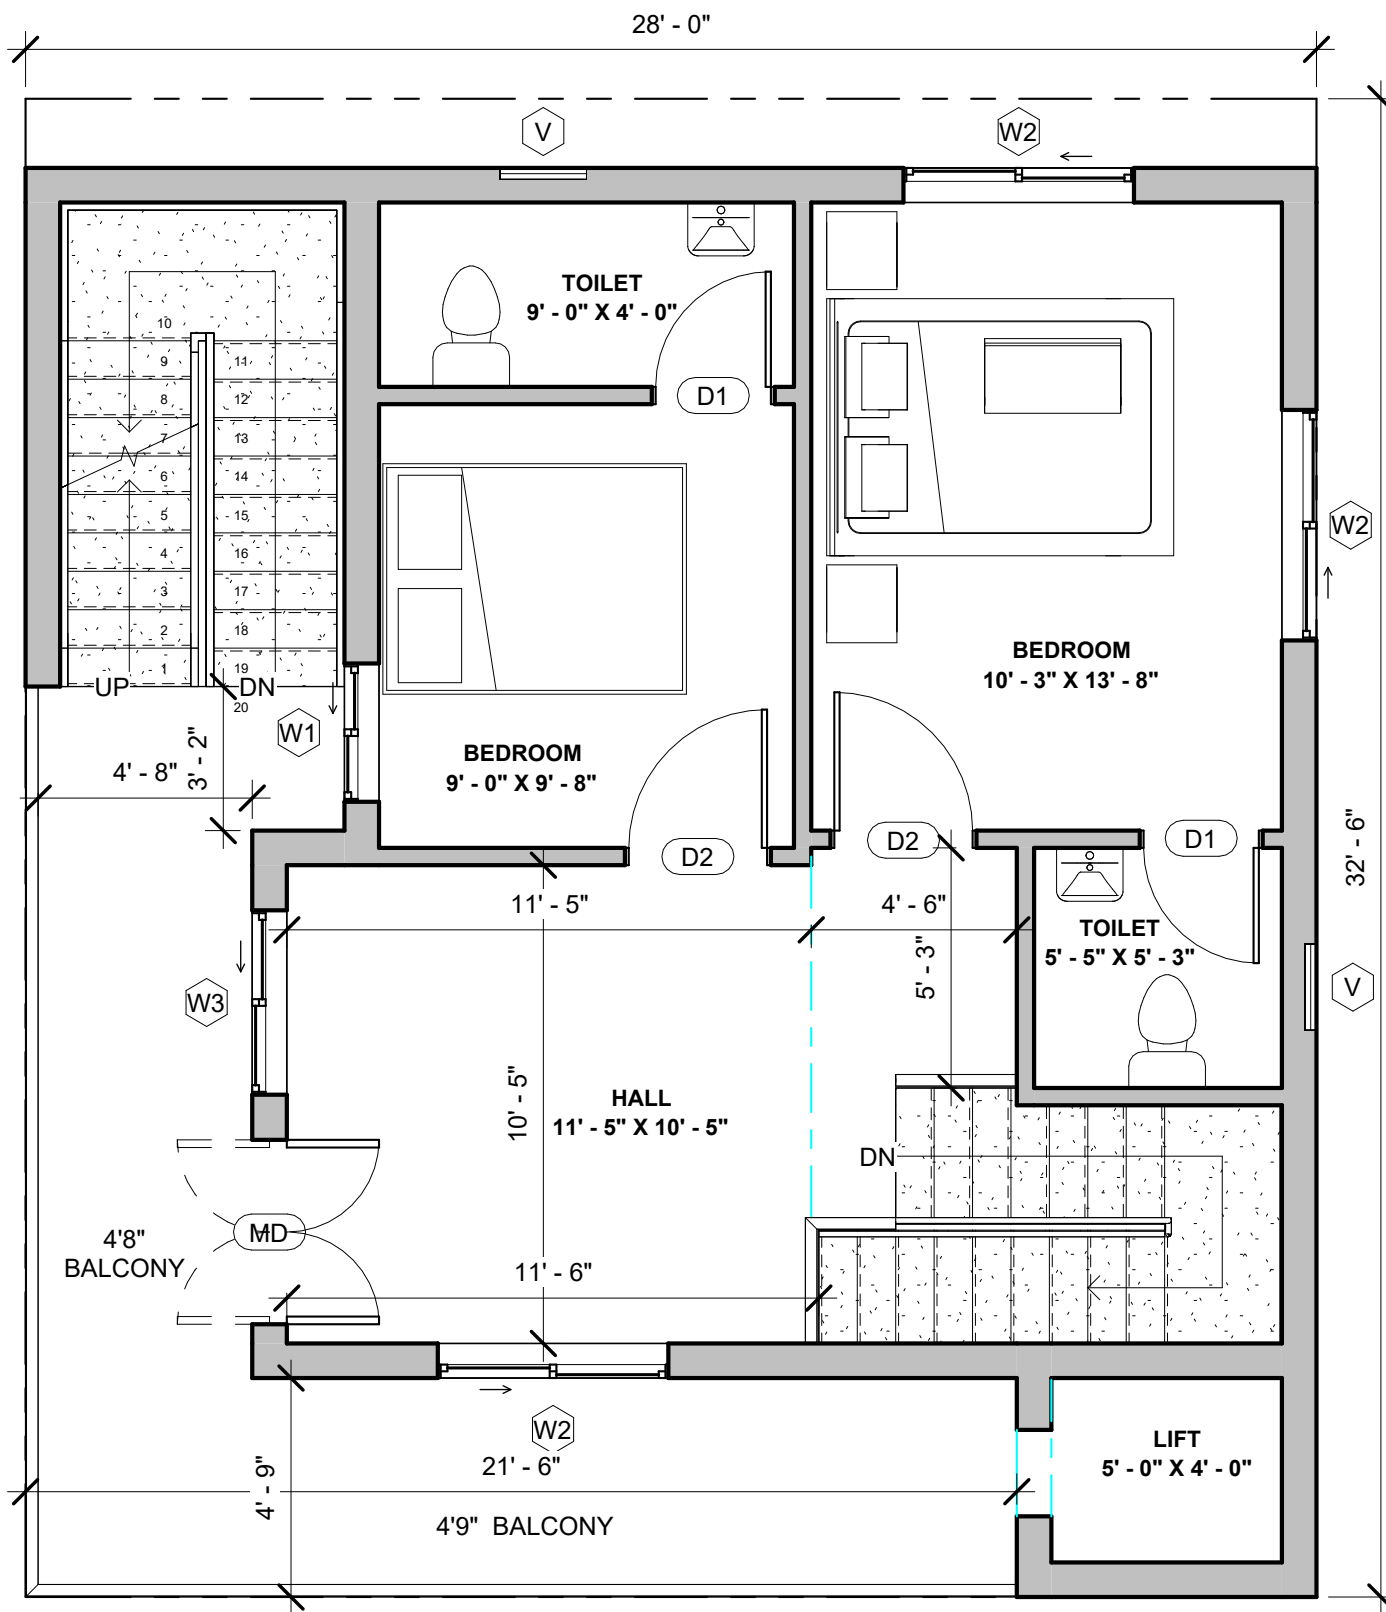 28' - 0"
V
W2
TOILET
9' - 0" X 4' - 0"
D1
10
9
8
7
6
5
4
3
2
1
11
12
13
14
15
16
17
18
19
20
UP
DN
W1
4' - 8"
3' - 2"
BEDROOM
9' - 0" X 9' - 8"
D2
BEDROOM
10' - 3" X 13' - 8"
W2
D2
D1
32' - 6"
11' - 5"
4' - 6"
5' - 3"
TOILET
5' - 5" X 5' - 3"
V
W3
10' - 5"
HALL
11' - 5" X 10' - 5"
DN
MD
4'8"
BALCONY
11' - 6"
W2
21' - 6"
4' - 9"
4'9" BALCONY
LIFT
5' - 0" X 4' - 0"